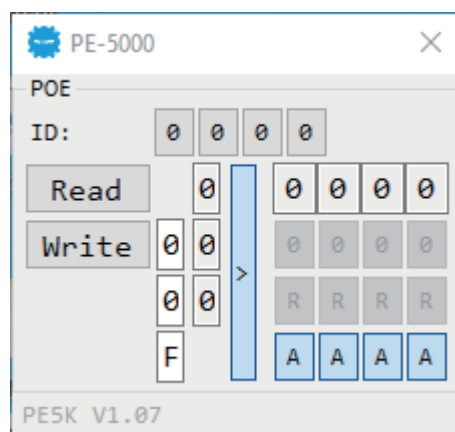 PE-5000
POE
ID: 0 0 0 0
Read 0 0 0 0 0
Write 0 0 0 0 0 0
>
0 0 R R R R
F A A A A
PE5K V1.07